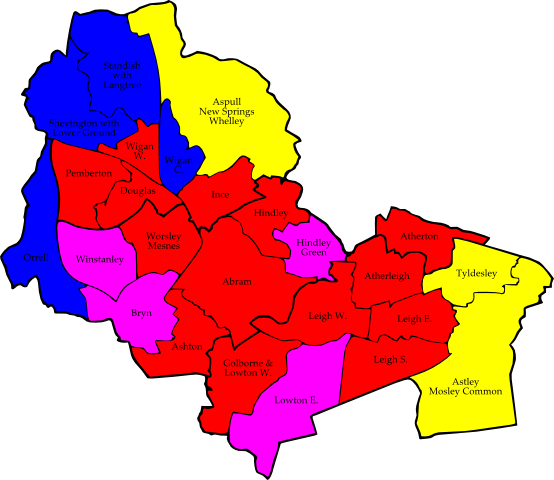 Standish
with
Langtree
Aspull
New Springs
Whelley
Shevington with
Lower Ground
Wigan
W.
Wigan
C.
Pemberton
Douglas
Ince
Hindley
Worsley
Mesnes
Hindley
Green
Atherton
Orrell
Winstanley
Tyldesley
Abram
Atherleigh
Bryn
Leigh W.
Leigh E.
Ashton
Golborne &
Lowton W.
Leigh S.
Astley
Mosley Common
Lowton E.